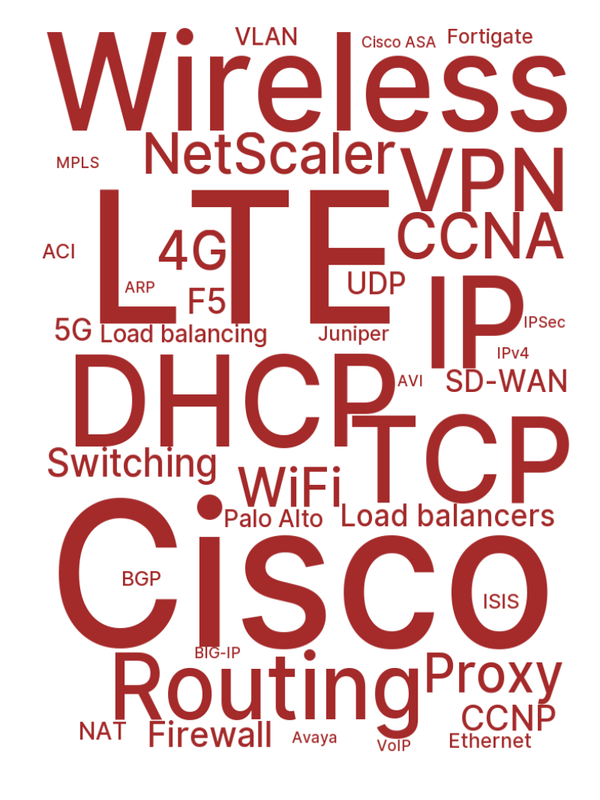 VLAN
Cisco ASA
Fortigate
Wireless
NetScaler
MPLS
VPN
LTE
CCNA
4G
ACI
ARP
UDP
F5
IP
IPSec
5G
Load balancing
Juniper
IPv4
DHCP
AVI
SD-WAN
TCP
Switching
WiFi
Palo Alto
Load balancers
Cisco
BGP
ISIS
BIG-IP
Routing
Proxy
CCNP
NAT
Firewall
Avaya
VoIP
Ethernet